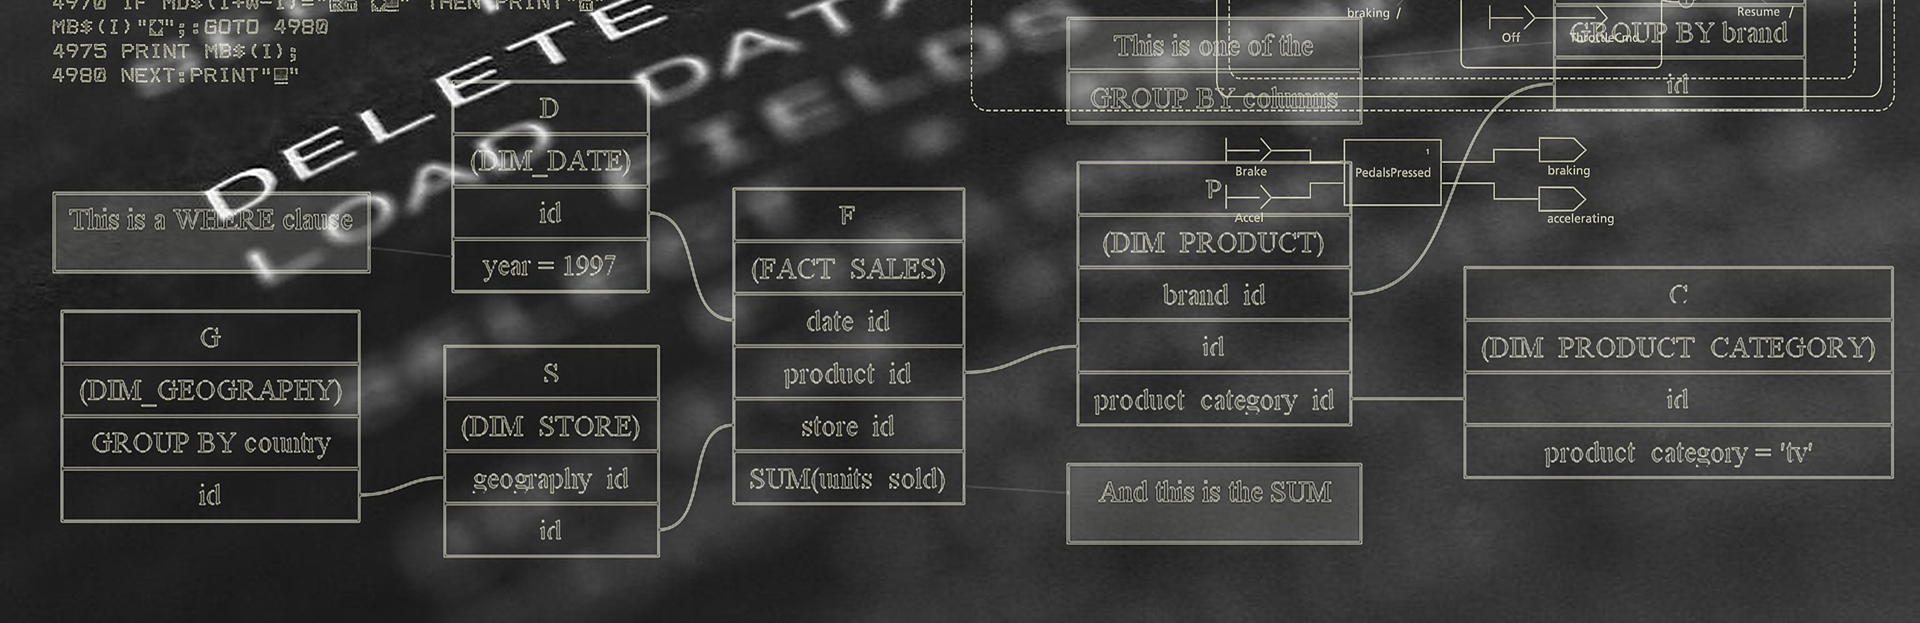 4970 IF MD$(I+W-1)=" " THEN PRINT" "
MB$(I)" ";:GOTO 4980
4975 PRINT MB$(I);
4980 NEXT:PRINT" "
DELETE
LOAD DATA
FIELDS
This is a WHERE clause
D
(DIM_DATE)
id
year = 1997
G
(DIM_GEOGRAPHY)
GROUP BY country
id
S
(DIM STORE)
geography id
id
F
(FACT SALES)
date id
product id
store id
SUM(units sold)
This is one of the
GROUP BY columns
braking /
Off
ThrottleCmd
Resume /
GROUP BY brand
id
Brake
Accel
1
PedalsPressed
braking
accelerating
P
(DIM PRODUCT)
brand id
id
product category id
And this is the SUM
C
(DIM PRODUCT CATEGORY)
id
product category = 'tv'